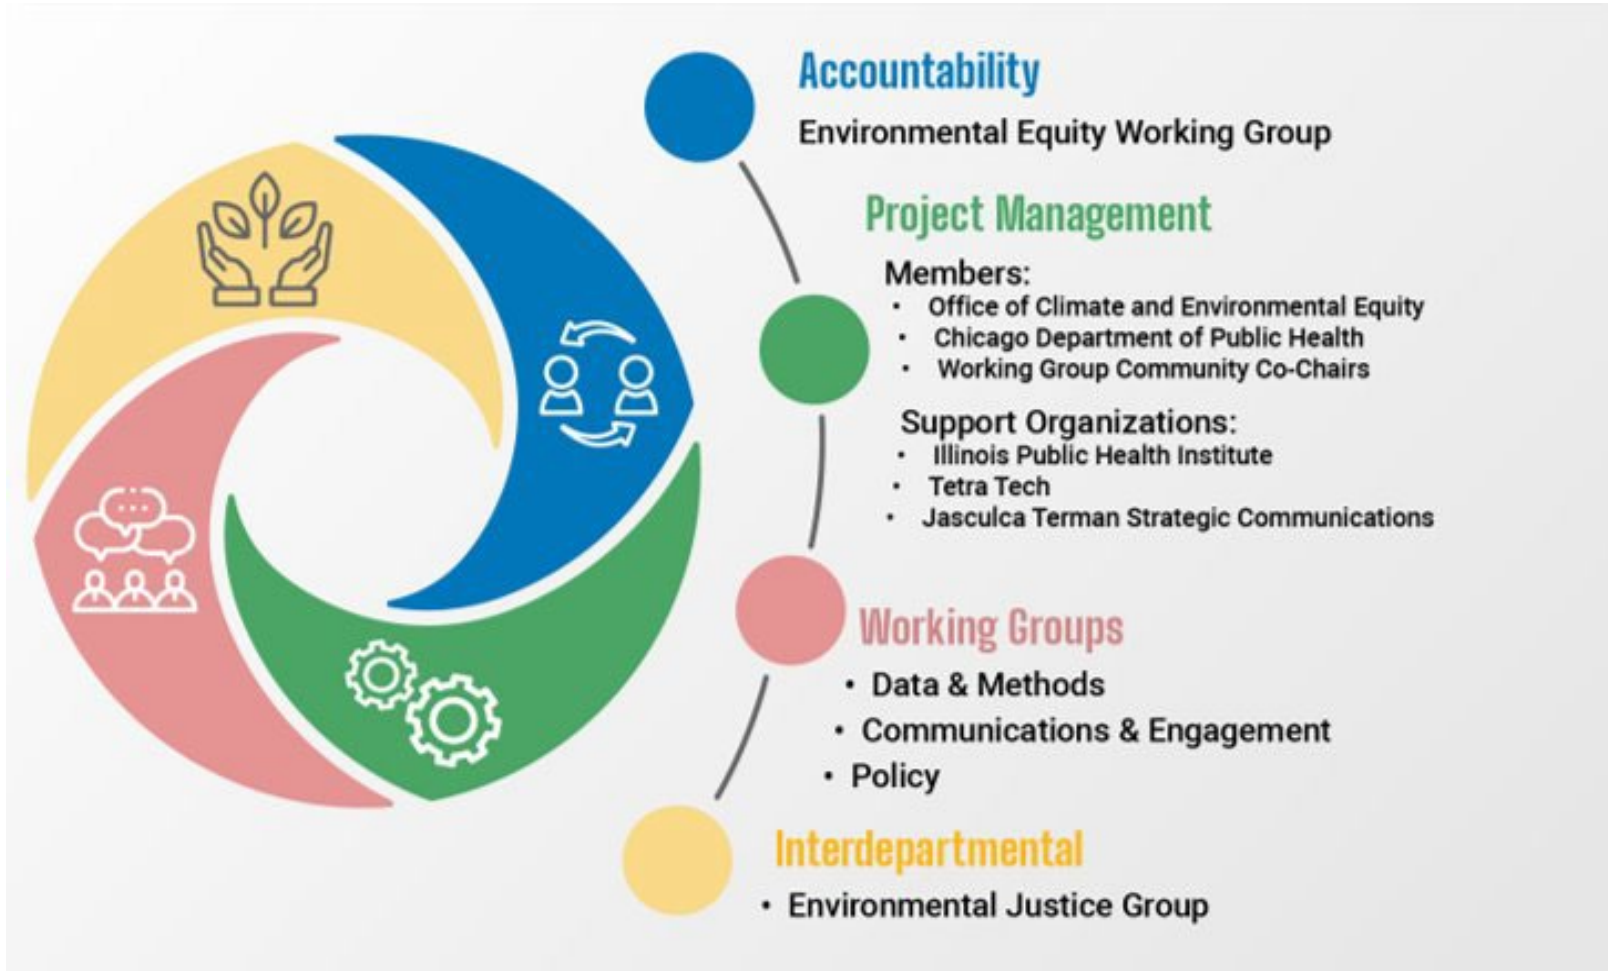 Accountability
Environmental Equity Working Group
Project Management
Members:
• Office of Climate and Environmental Equity
• Chicago Department of Public Health
• Working Group Community Co-Chairs
Support Organizations:
• Illinois Public Health Institute
• Tetra Tech
• Jasculca Terman Strategic Communications
Working Groups
• Data & Methods
• Communications & Engagement
• Policy
Interdepartmental
• Environmental Justice Group